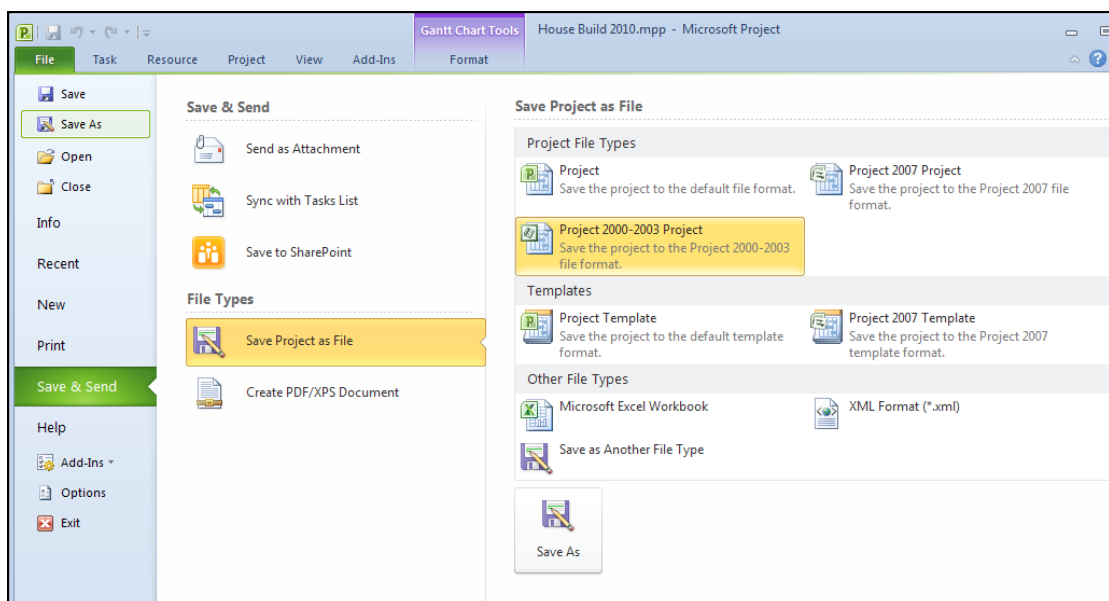 Gantt Chart Tools
House Build 2010.mpp - Microsoft Project
File Task Resource Project View Add-Ins Format
Save
Save As
Open
Close
Info
Recent
New
Print
Save & Send
Help
Add-Ins
Options
Exit
Save & Send
Send as Attachment
Sync with Tasks List
Save to SharePoint
File Types
Save Project as File
Create PDF/XPS Document
Save Project as File
Project File Types
Project
Save the project to the default file format.
Project 2007 Project
Save the project to the Project 2007 file
format.
Project 2000-2003 Project
Save the project to the Project 2000-2003
file format.
Templates
Project Template
Save the project to the default template
format.
Project 2007 Template
Save the project to the Project 2007
template format.
Other File Types
Microsoft Excel Workbook
XML Format (*.xml)
Save as Another File Type
Save As